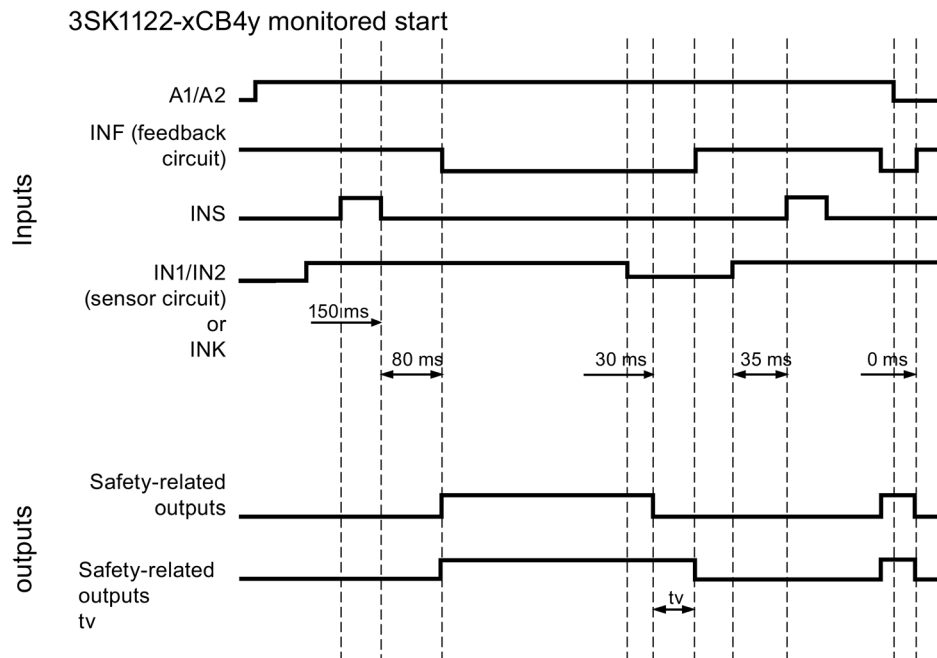 3SK1122-xCB4y monitored start
Inputs
A1/A2
INF (feedback
circuit)
INS
IN1/IN2
(sensor circuit)
or
INK
150 ms
80 ms
30 ms
35 ms
0 ms
outputs
Safety-related
outputs
Safety-related
outputs
tv
tv